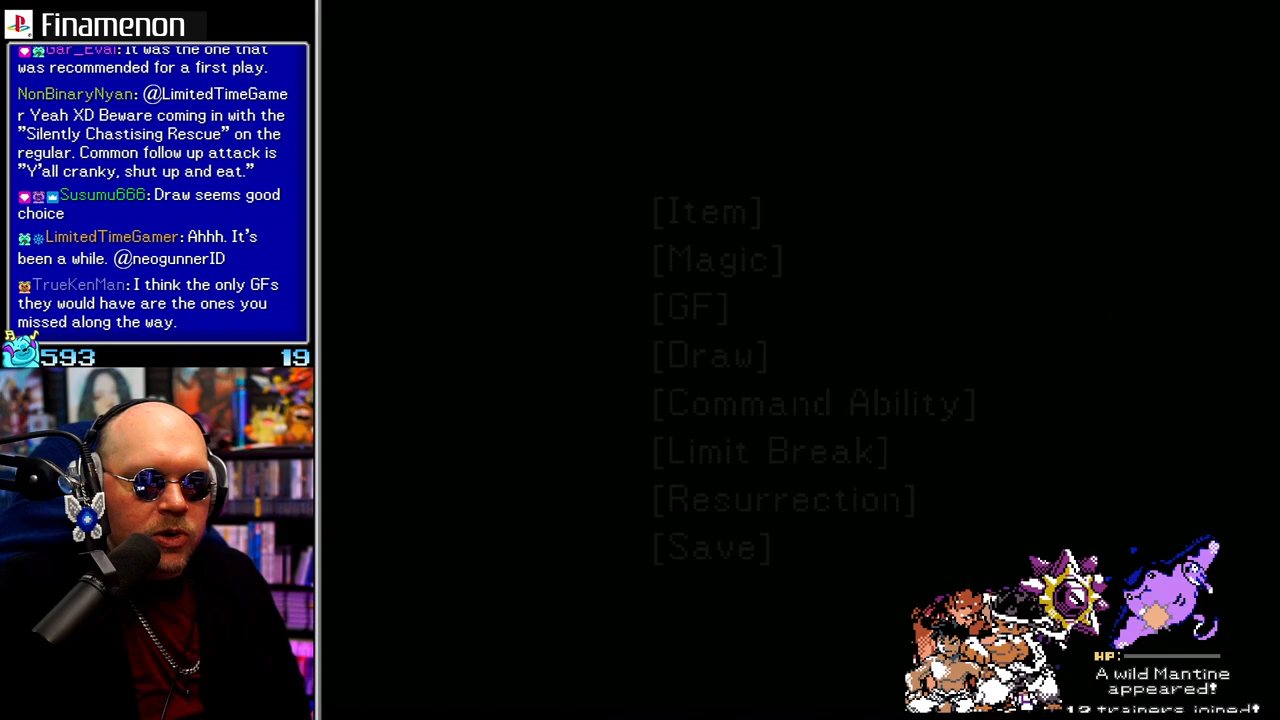 Finamenon
Gar_Eval: It was the one that
was recommended for a first play.
NonBinaryNyan: @LimitedTimeGame
r Yeah XD Beware coming in with the
"Silently Chastising Rescue" on the
regular. Common follow up attack is
"Y'all cranky, shut up and eat."
Susumu666: Draw seems good
choice
LimitedTimeGamer: Ahhh. It's
been a while. @neogunnerID
TrueKenMan: I think the only GFs
they would have are the ones you
missed along the way.
593 19
[Item]
[Magic]
[GF]
[Draw]
[Command Ability]
[Limit Break]
[Resurrection]
[Save]
HP:
A wild Mantine
appeared!
19 trainers joined!